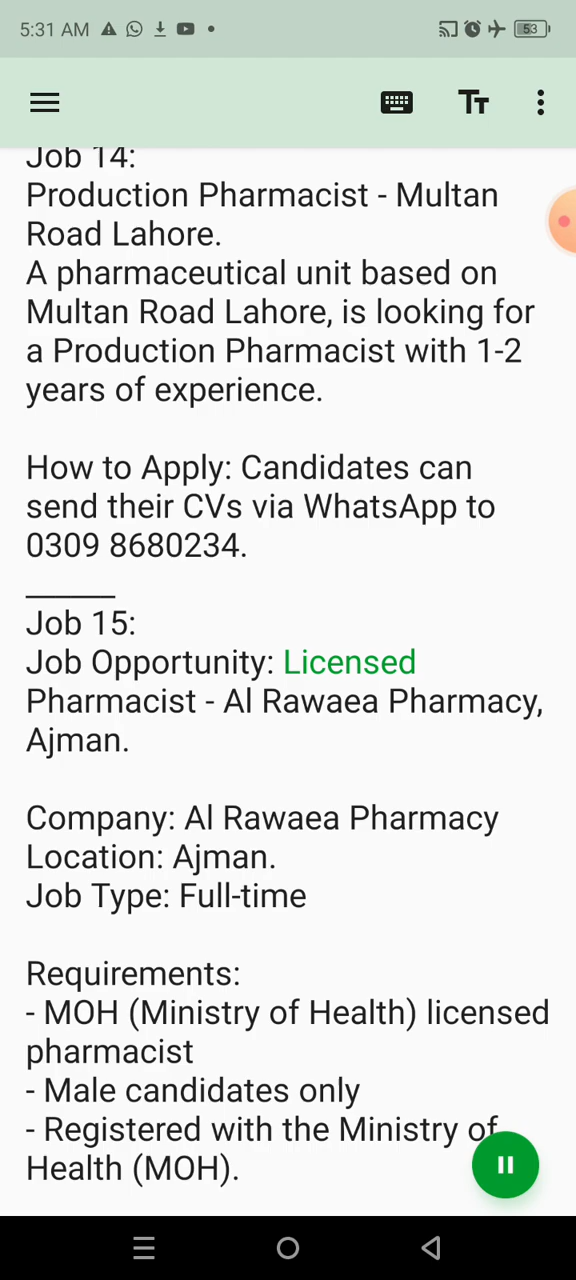 5:31 AM
53
Tт
Job 14:
Production Pharmacist - Multan
Road Lahore.
A pharmaceutical unit based on
Multan Road Lahore, is looking for
a Production Pharmacist with 1-2
years of experience.
How to Apply: Candidates can
send their CVs via WhatsApp to
0309 8680234.
______
Job 15:
Job Opportunity: Licensed
Pharmacist - Al Rawaea Pharmacy,
Ajman.
Company: Al Rawaea Pharmacy
Location: Ajman.
Job Type: Full-time
Requirements:
- MOH (Ministry of Health) licensed
pharmacist
- Male candidates only
- Registered with the Ministry of
Health (MOH).